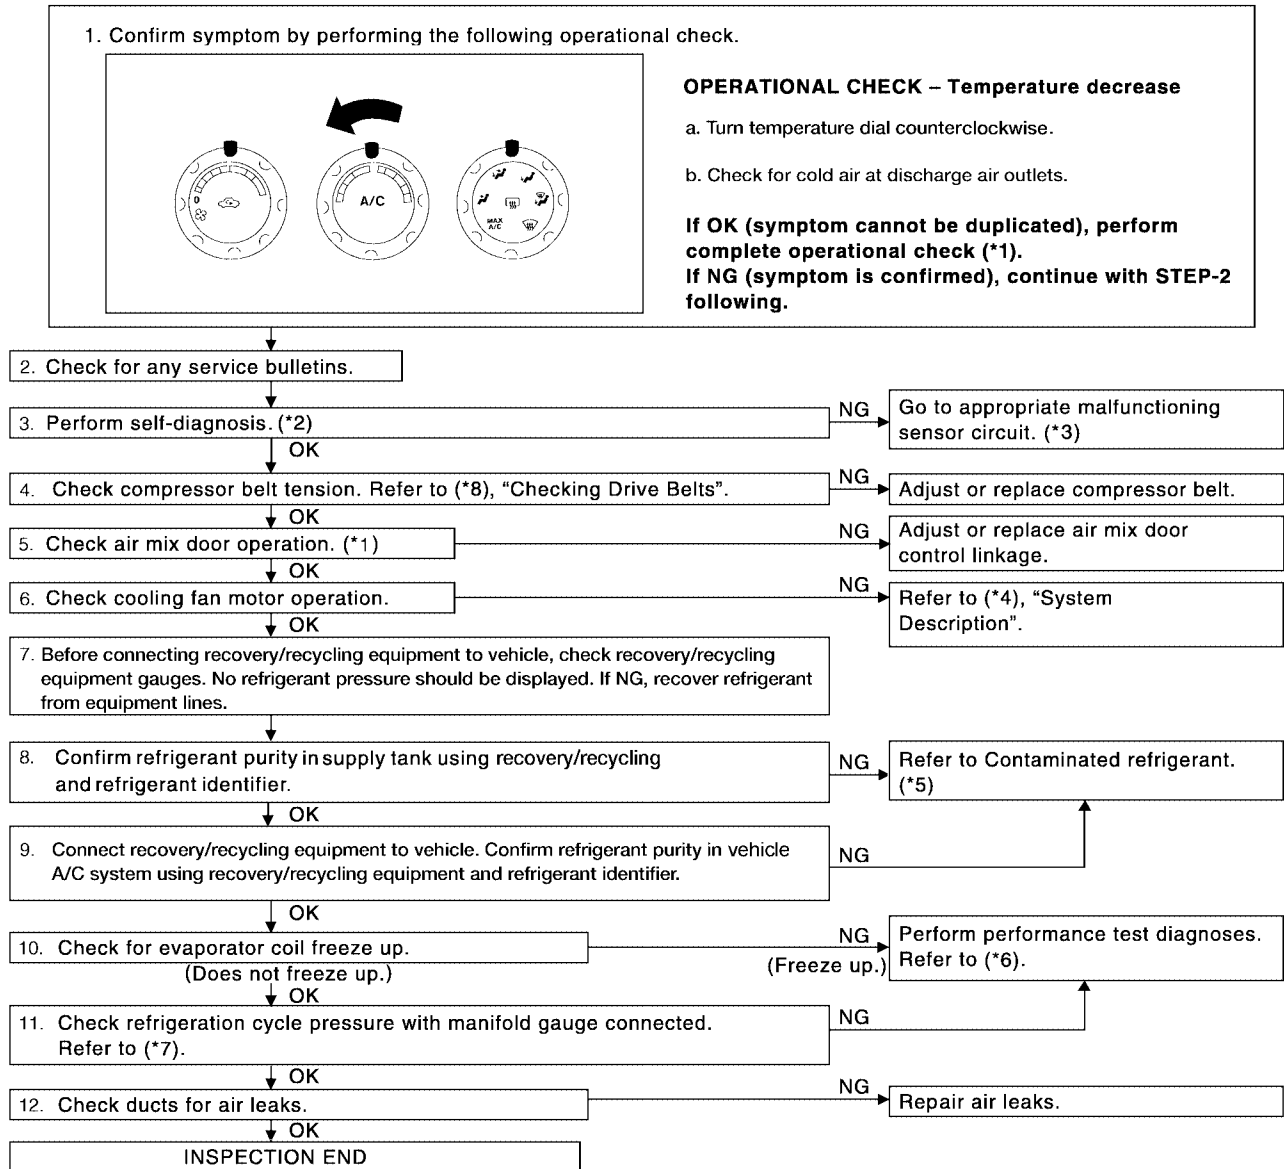 1. Confirm symptom by performing the following operational check.
0
A/C
MAX
A/C
OPERATIONAL CHECK – Temperature decrease
a. Turn temperature dial counterclockwise.
b. Check for cold air at discharge air outlets.
If OK (symptom cannot be duplicated), perform
complete operational check (*1).
If NG (symptom is confirmed), continue with STEP-2
following.
2. Check for any service bulletins.
3. Perform self-diagnosis. (*2)
NG
Go to appropriate malfunctioning
sensor circuit. (*3)
OK
4. Check compressor belt tension. Refer to (*8), “Checking Drive Belts”.
NG
Adjust or replace compressor belt.
OK
5. Check air mix door operation. (*1)
NG
Adjust or replace air mix door
control linkage.
OK
6. Check cooling fan motor operation.
NG
Refer to (*4), “System
Description”.
OK
7. Before connecting recovery/recycling equipment to vehicle, check recovery/recycling
equipment gauges. No refrigerant pressure should be displayed. If NG, recover refrigerant
from equipment lines.
8. Confirm refrigerant purity in supply tank using recovery/recycling
and refrigerant identifier.
NG
Refer to Contaminated refrigerant.
(*5)
OK
9. Connect recovery/recycling equipment to vehicle. Confirm refrigerant purity in vehicle
A/C system using recovery/recycling equipment and refrigerant identifier.
NG
OK
10. Check for evaporator coil freeze up.
NG
(Freeze up.)
Perform performance test diagnoses.
Refer to (*6).
(Does not freeze up.)
OK
11. Check refrigeration cycle pressure with manifold gauge connected.
Refer to (*7).
NG
OK
12. Check ducts for air leaks.
NG
Repair air leaks.
OK
INSPECTION END